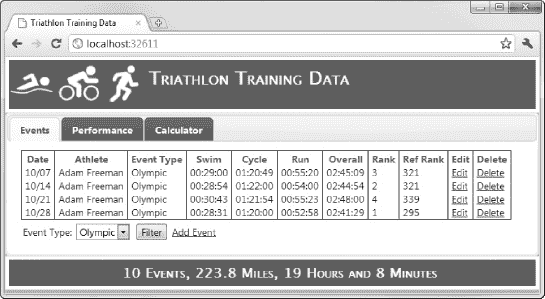 Triathlon Training Data
localhost:32611
Triathlon Training Data
Events Performance Calculator
Date Athlete Event Type Swim Cycle Run Overall Rank Ref Rank Edit Delete
10/07 Adam Freeman Olympic 00:29:00 01:20:49 00:55:20 02:45:09 3 321 Edit Delete
10/14 Adam Freeman Olympic 00:28:54 01:22:00 00:54:00 02:44:54 2 321 Edit Delete
10/21 Adam Freeman Olympic 00:30:43 01:21:54 00:55:23 02:48:00 4 339 Edit Delete
10/28 Adam Freeman Olympic 00:28:31 01:20:00 00:52:58 02:41:29 1 295 Edit Delete
Event Type: Olympic Filter Add Event
10 Events, 223.8 Miles, 19 Hours and 8 Minutes